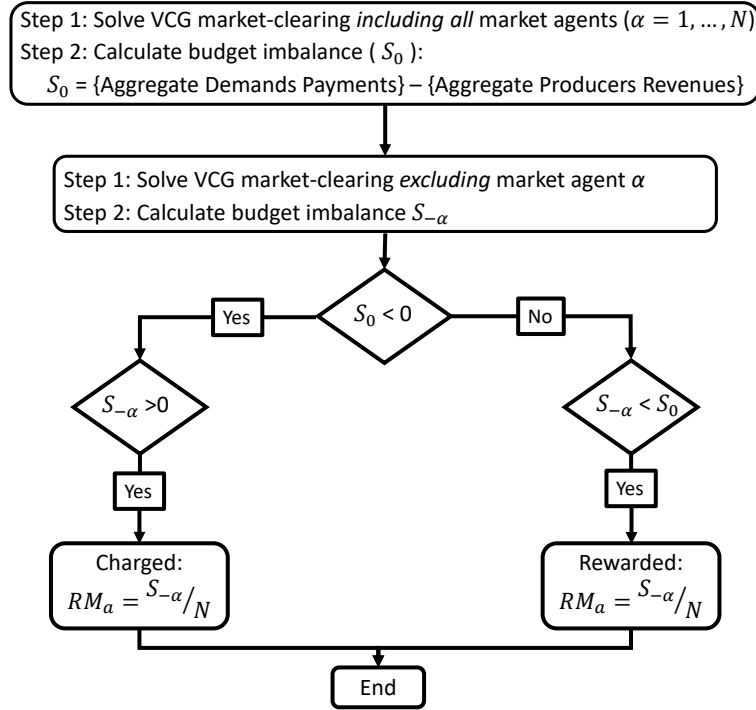 Step 1: Solve VCG market-clearing including all market agents (α = 1, … , N)
Step 2: Calculate budget imbalance ( S₀ ):
S₀ = {Aggregate Demands Payments} – {Aggregate Producers Revenues}
Step 1: Solve VCG market-clearing excluding market agent α
Step 2: Calculate budget imbalance S₋α
S₀ < 0
Yes
No
S₋α >0
S₋α < S₀
Yes
Yes
Charged:
RMₐ = S₋α/N
Rewarded:
RMₐ = S₋α/N
End